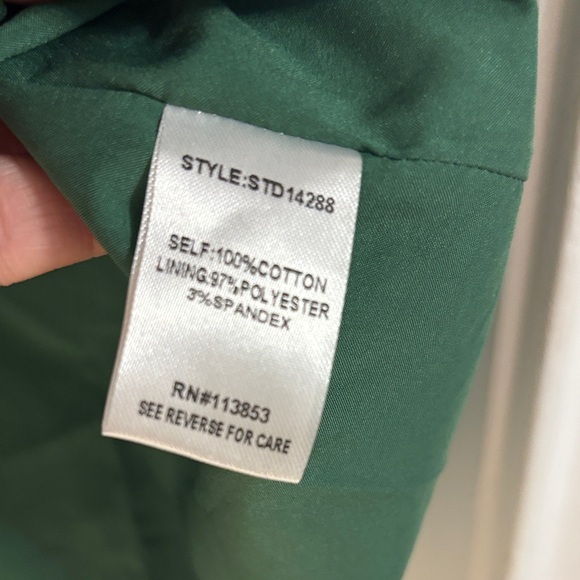 STYLE:STD14288
SELF:100%COTTON
LINING:97%POLYESTER
3%SPANDEX
RN#113853
SEE REVERSE FOR CARE